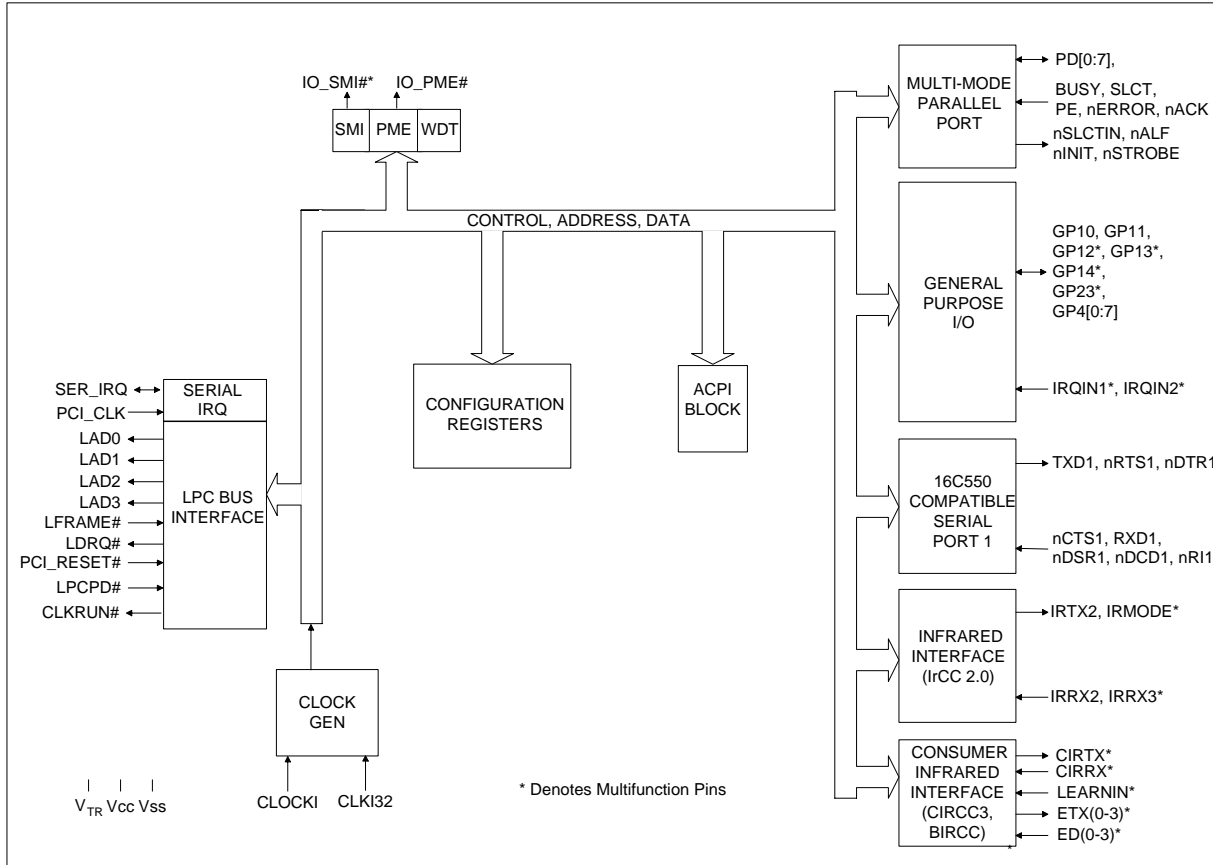 IO_SMI#* IO_PME#
SMI PME WDT
CONTROL, ADDRESS, DATA
MULTI-MODE
PARALLEL
PORT
PD[0:7],
BUSY, SLCT,
PE, nERROR, nACK
nSLCTIN, nALF
nINIT, nSTROBE
GENERAL
PURPOSE
I/O
GP10, GP11,
GP12*, GP13*,
GP14*,
GP23*,
GP4[0:7]
IRQIN1*, IRQIN2*
SER_IRQ
PCI_CLK
LAD0
LAD1
LAD2
LAD3
LFRAME#
LDRQ#
PCI_RESET#
LPCPD#
CLKRUN#
SERIAL
IRQ
LPC BUS
INTERFACE
CONFIGURATION
REGISTERS
ACPI
BLOCK
16C550
COMPATIBLE
SERIAL
PORT 1
TXD1, nRTS1, nDTR1
nCTS1, RXD1,
nDSR1, nDCD1, nRI1
INFRARED
INTERFACE
(IrCC 2.0)
IRTX2, IRMODE*
IRRX2, IRRX3*
CLOCK
GEN
CLOCKI CLKI32
VTR Vcc Vss
* Denotes Multifunction Pins
CONSUMER
INFRARED
INTERFACE
(CIRCC3,
BIRCC)
*
CIRTX*
CIRRX*
LEARNIN*
ETX(0-3)*
ED(0-3)*